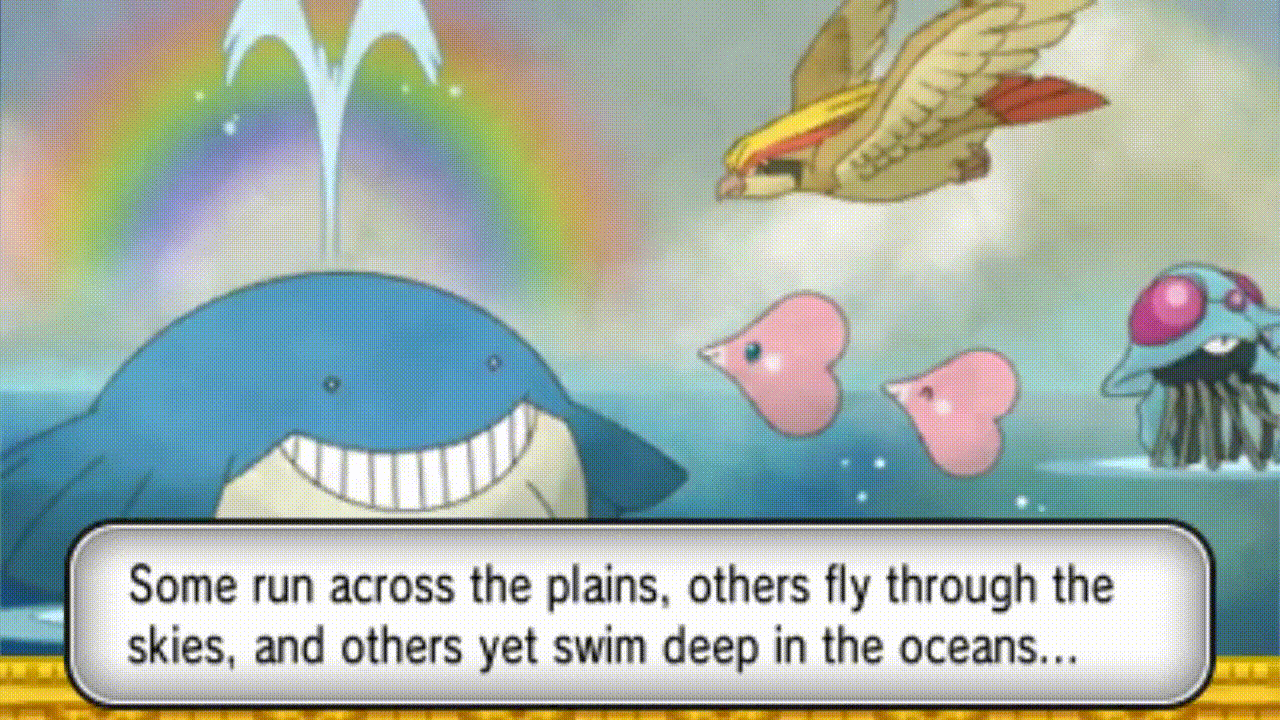 Some run across the plains, others fly through the
skies, and others yet swim deep in the oceans...